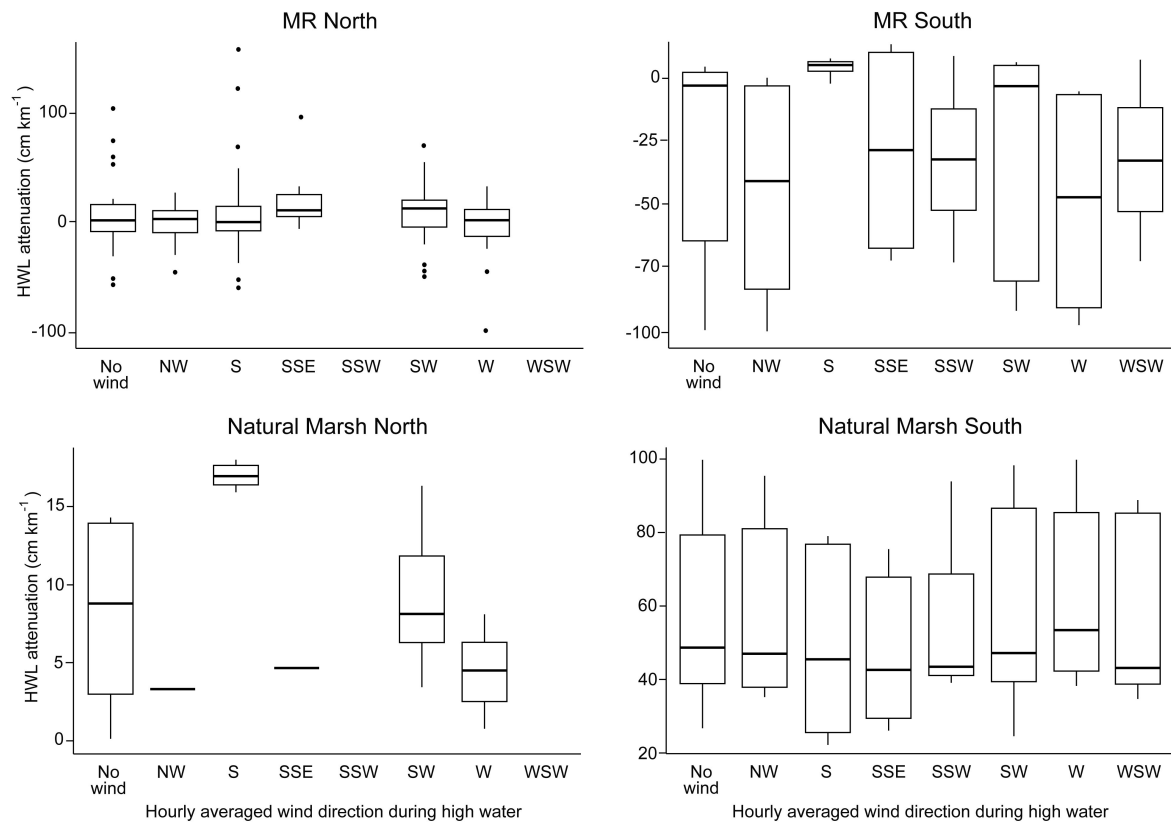 MR North
HWL attenuation (cm km-1)
100
0
-100
No wind NW S SSE SSW SW W WSW
MR South
0
-25
-50
-70
-100
No wind NW S SSE SSW SW W WSW
Natural Marsh North
HWL attenuation (cm km-1)
15
10
5
0
No wind NW S SSE SSW SW W WSW
Hourly averaged wind direction during high water
Natural Marsh South
100
80
60
40
20
No wind NW S SSE SSW SW W WSW
Hourly averaged wind direction during high water